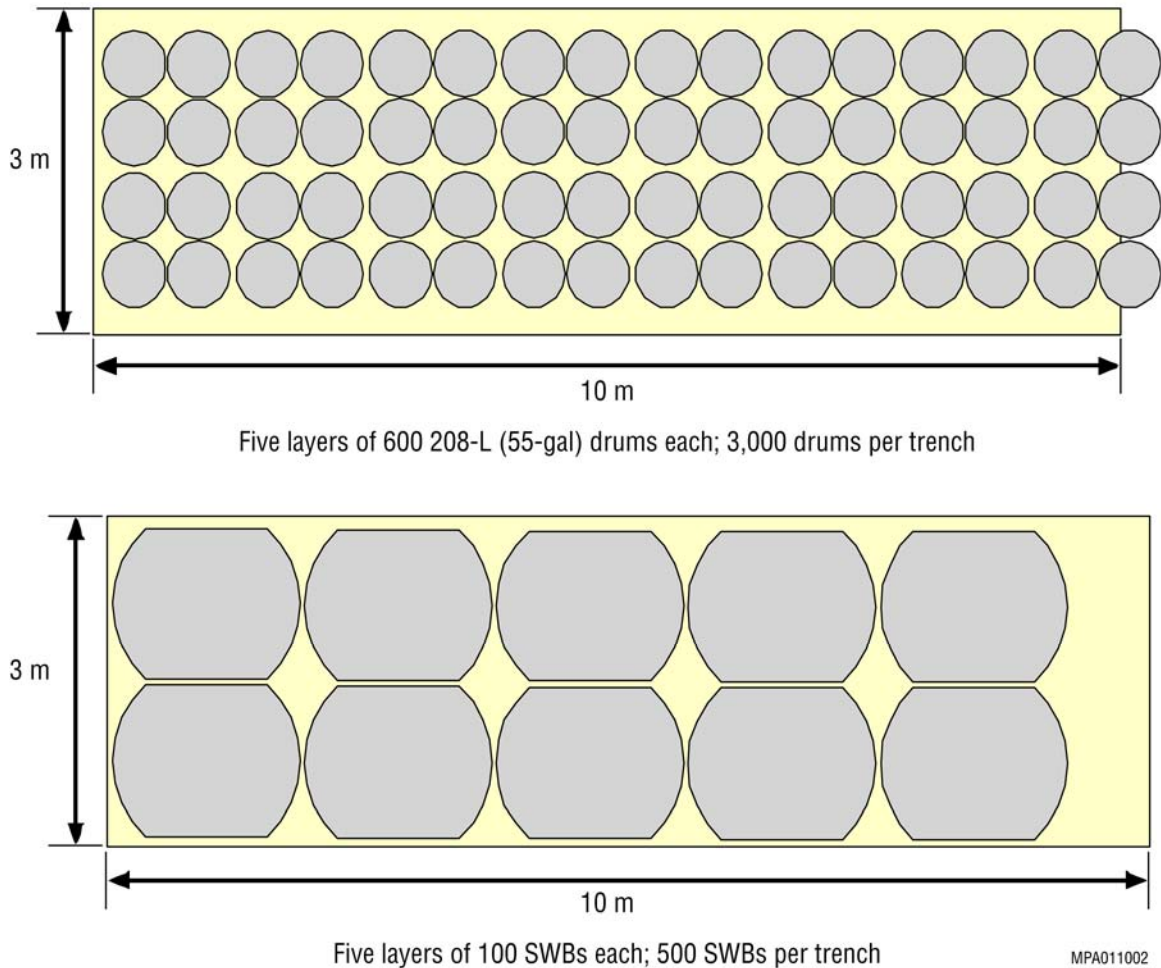 3 m
10 m
Five layers of 600 208-L (55-gal) drums each; 3,000 drums per trench
3 m
10 m
Five layers of 100 SWBs each; 500 SWBs per trench
MPA011002